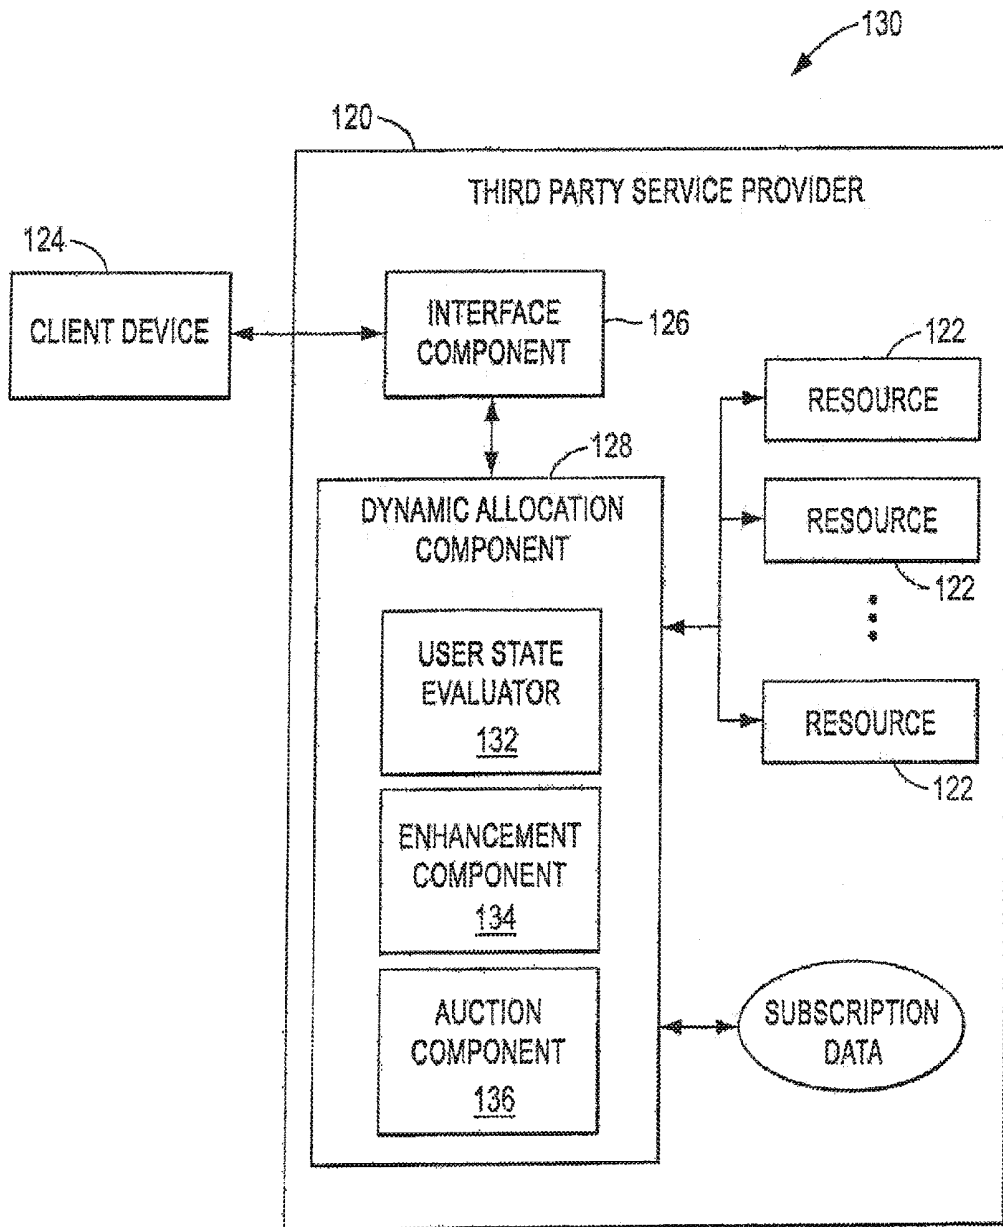 130
120
THIRD PARTY SERVICE PROVIDER
124
CLIENT DEVICE
INTERFACE
COMPONENT
126
122
RESOURCE
128
DYNAMIC ALLOCATION
COMPONENT
RESOURCE
122
USER STATE
EVALUATOR
132
RESOURCE
122
ENHANCEMENT
COMPONENT
134
AUCTION
COMPONENT
136
SUBSCRIPTION
DATA